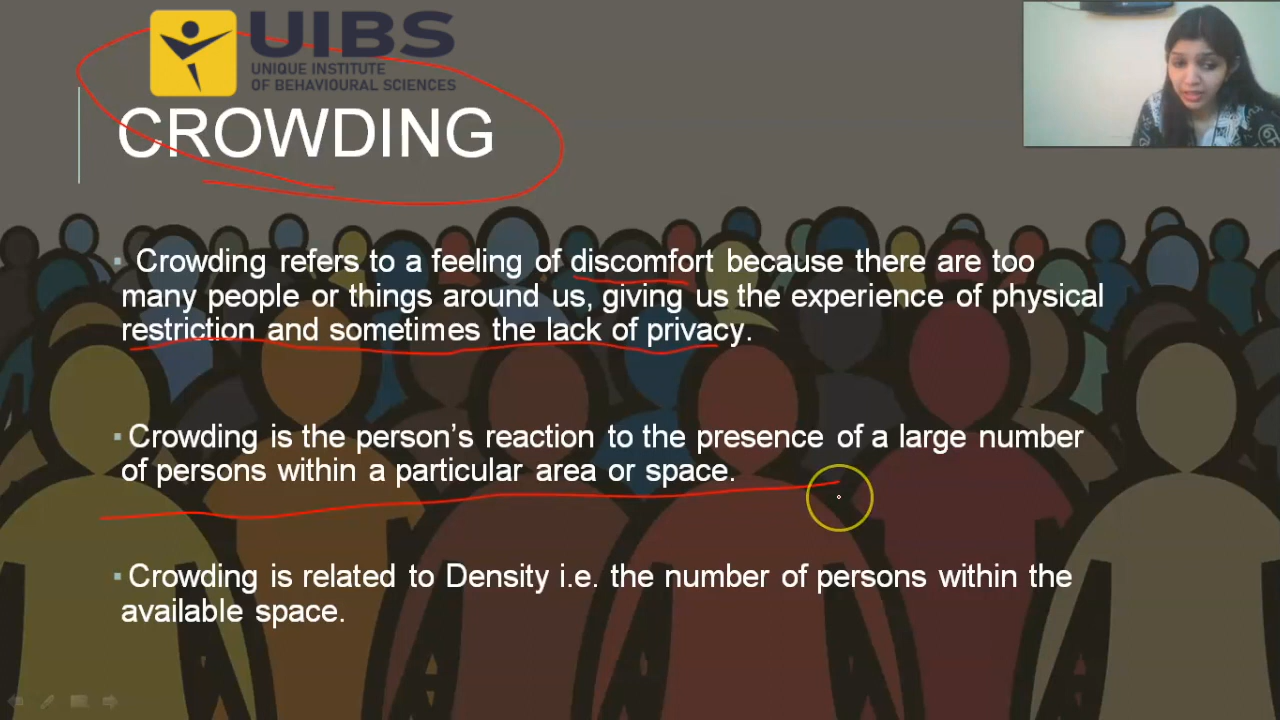 UIBS
UNIQUE INSTITUTE
OF BEHAVIOURAL SCIENCES
CROWDING
▪ Crowding refers to a feeling of discomfort because there are too
many people or things around us, giving us the experience of physical
restriction and sometimes the lack of privacy.
▪ Crowding is the person’s reaction to the presence of a large number
of persons within a particular area or space.
▪ Crowding is related to Density i.e. the number of persons within the
available space.